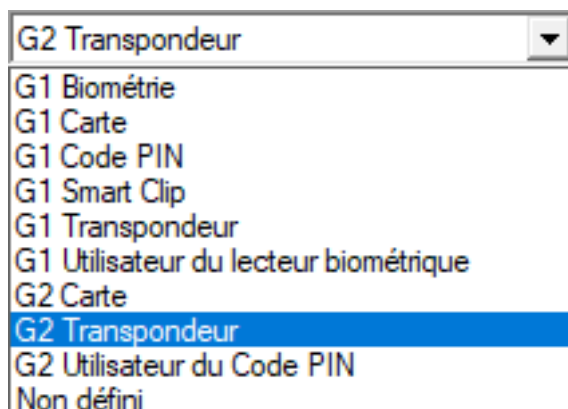 G2 Transpondeur
G1 Biométrie
G1 Carte
G1 Code PIN
G1 Smart Clip
G1 Transpondeur
G1 Utilisateur du lecteur biométrique
G2 Carte
G2 Transpondeur
G2 Utilisateur du Code PIN
Non défini